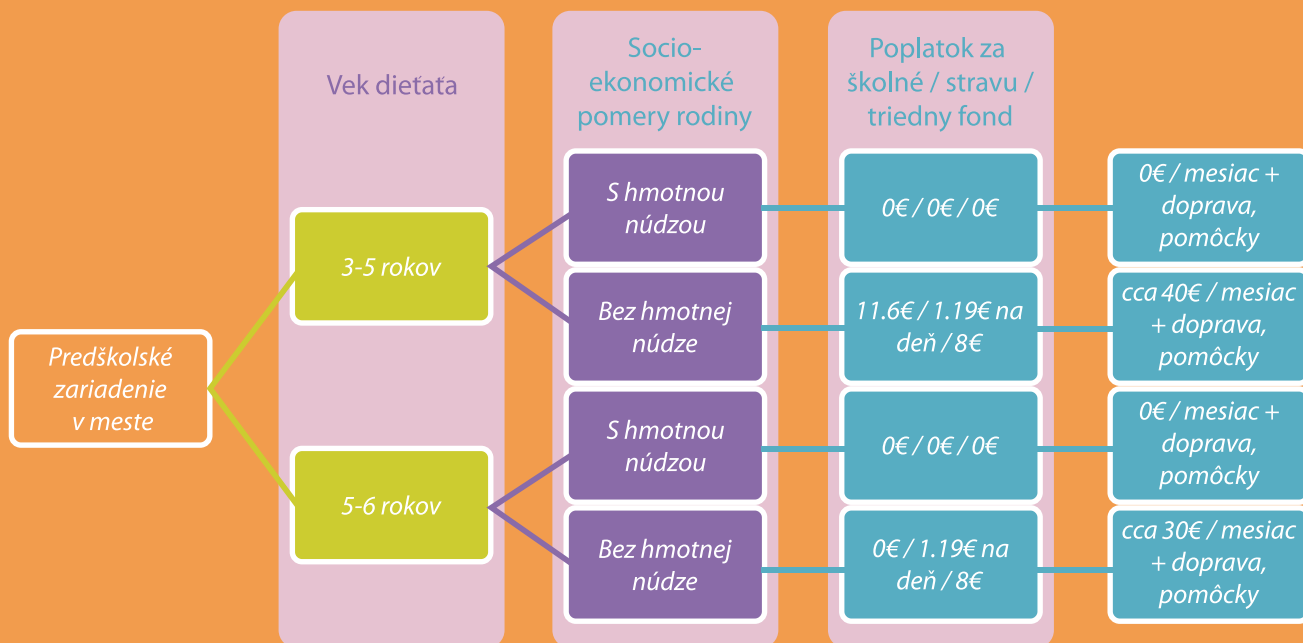 Vek dieťaťa
Socio-
ekonomické
pomery rodiny
Poplatok za
školné / stravu /
triedny fond
Predškolské
zariadenie
v meste
3-5 rokov
S hmotnou
núdzou
0€ / 0€ / 0€
0€ / mesiac +
doprava,
pomôcky
Bez hmotnej
núdze
11.6€ / 1.19€ na
deň / 8€
cca 40€ / mesiac
+ doprava,
pomôcky
5-6 rokov
S hmotnou
núdzou
0€ / 0€ / 0€
0€ / mesiac +
doprava,
pomôcky
Bez hmotnej
núdze
0€ / 1.19€ na
deň / 8€
cca 30€ / mesiac
+ doprava,
pomôcky